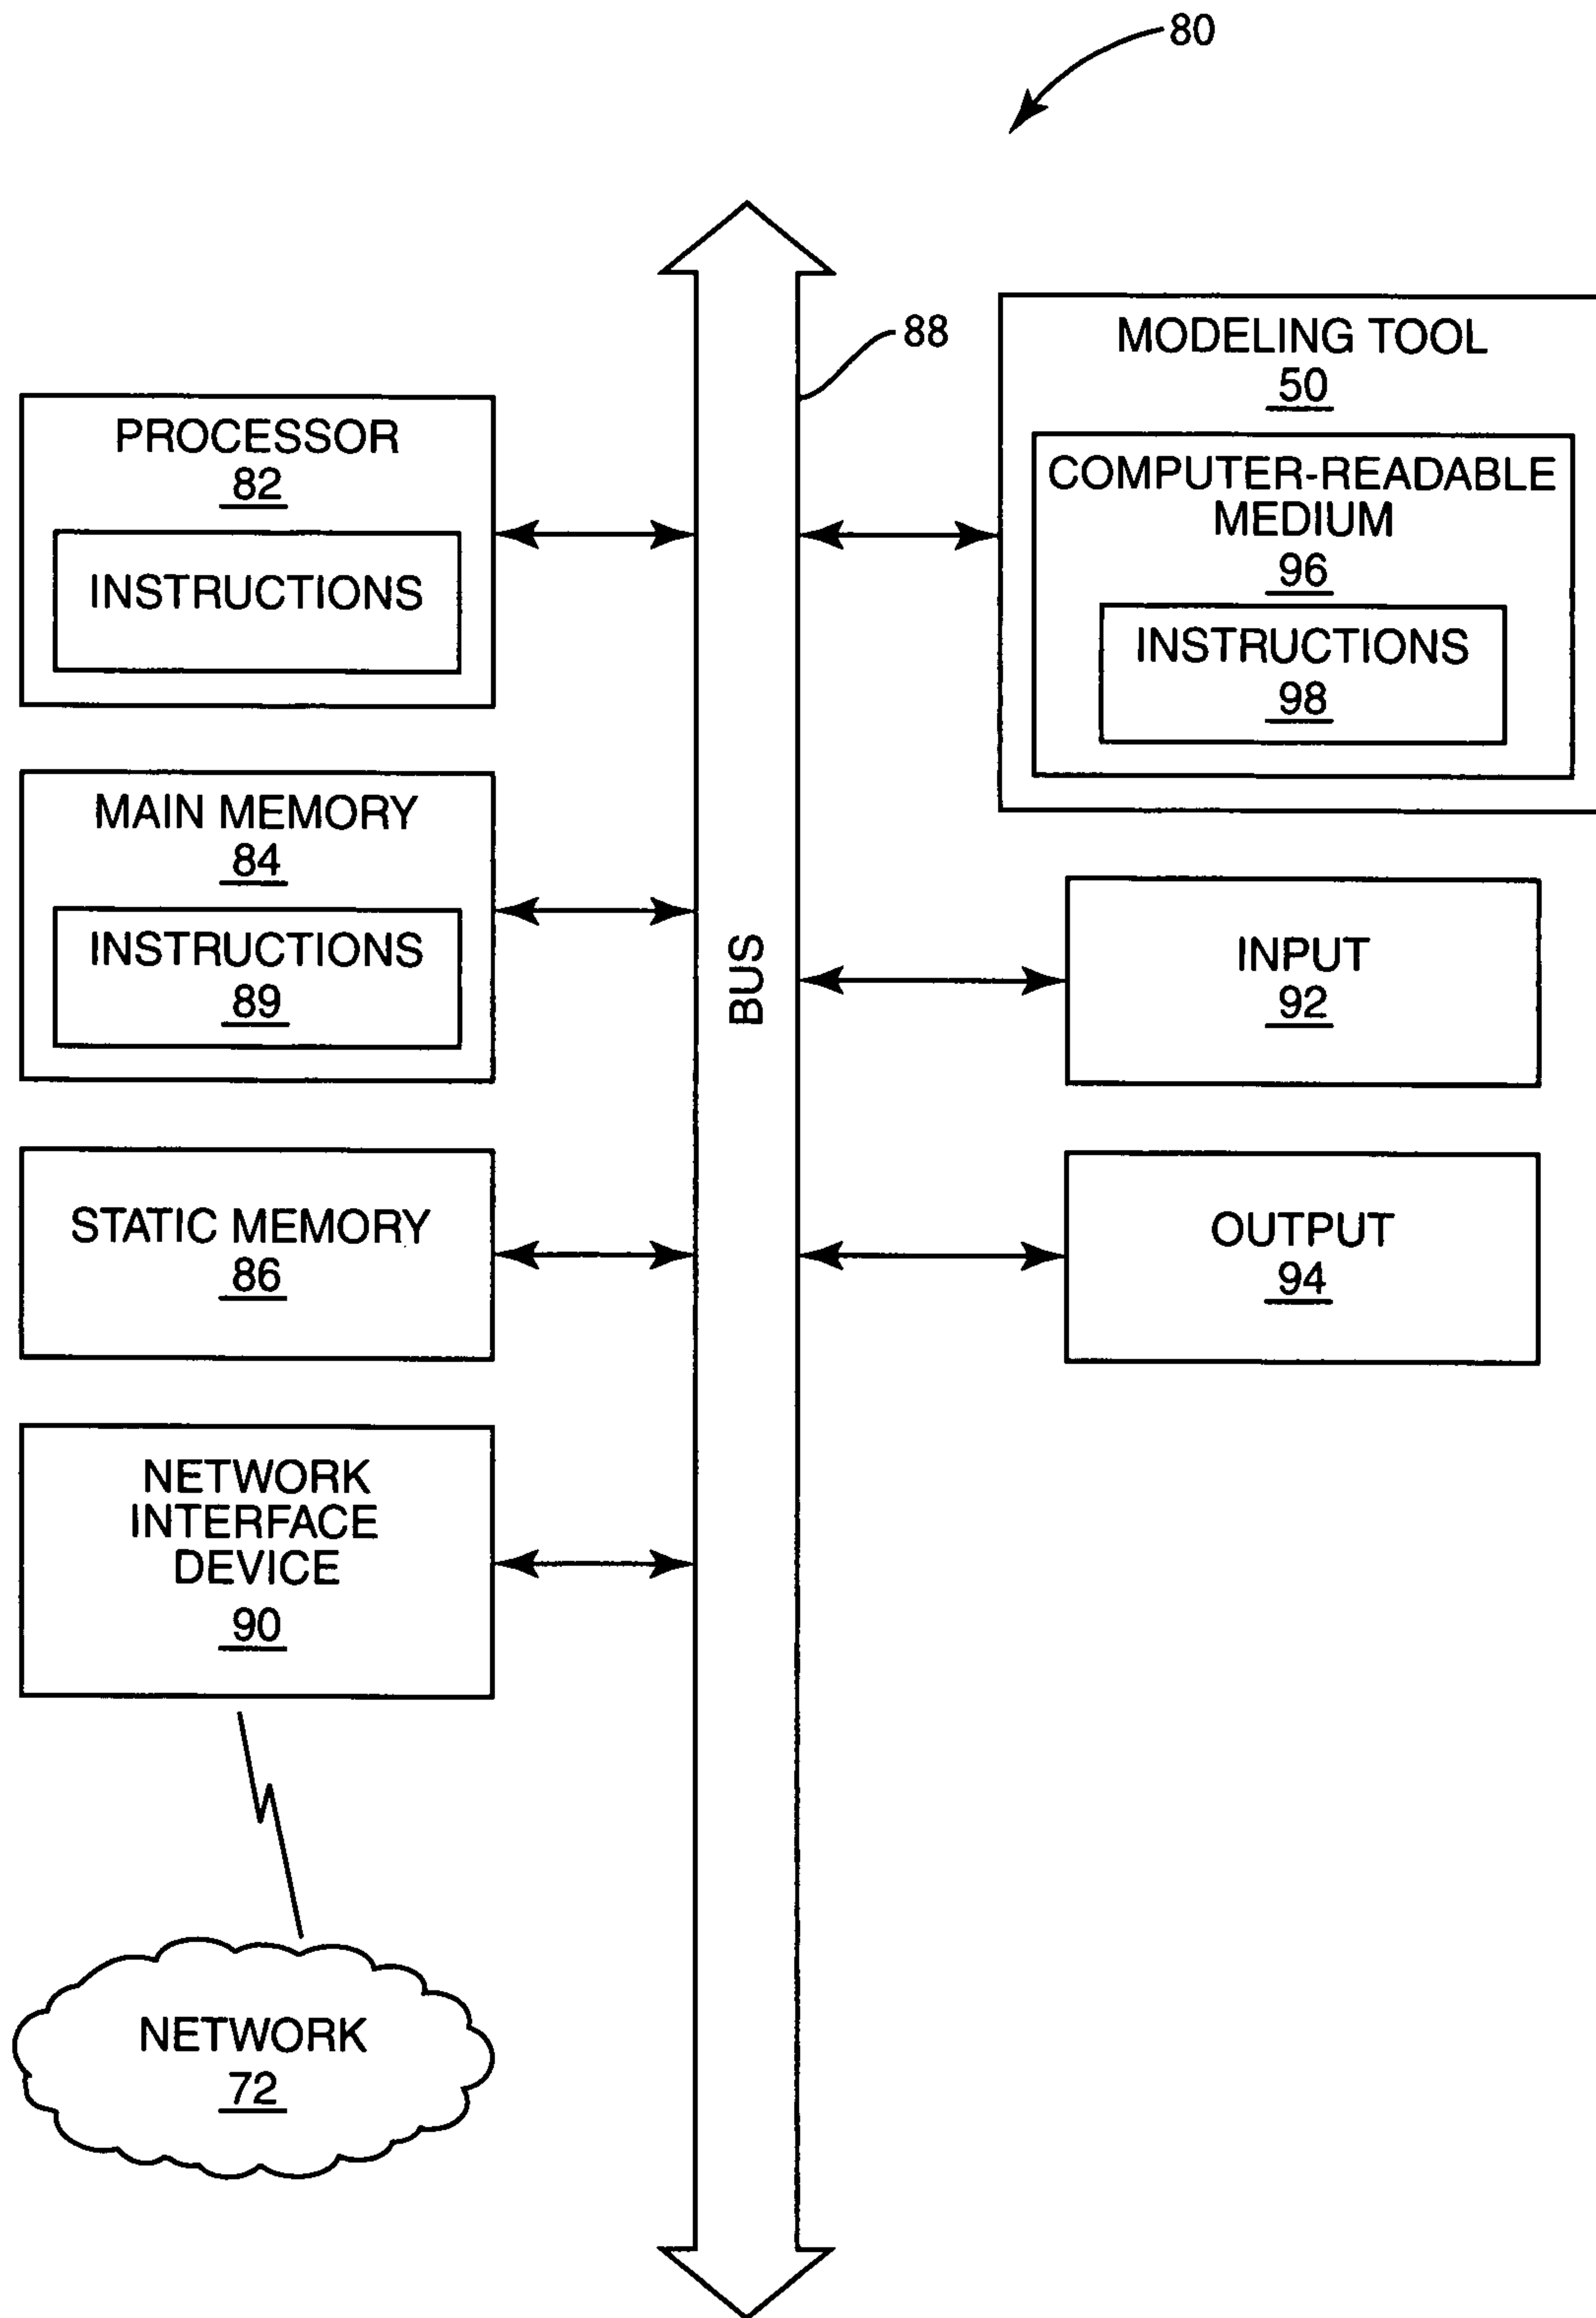 80
88
PROCESSOR
82
INSTRUCTIONS
MAIN MEMORY
84
INSTRUCTIONS
89
STATIC MEMORY
86
NETWORK
INTERFACE
DEVICE
90
NETWORK
72
BUS
MODELING TOOL
50
COMPUTER-READABLE
MEDIUM
96
INSTRUCTIONS
98
INPUT
92
OUTPUT
94